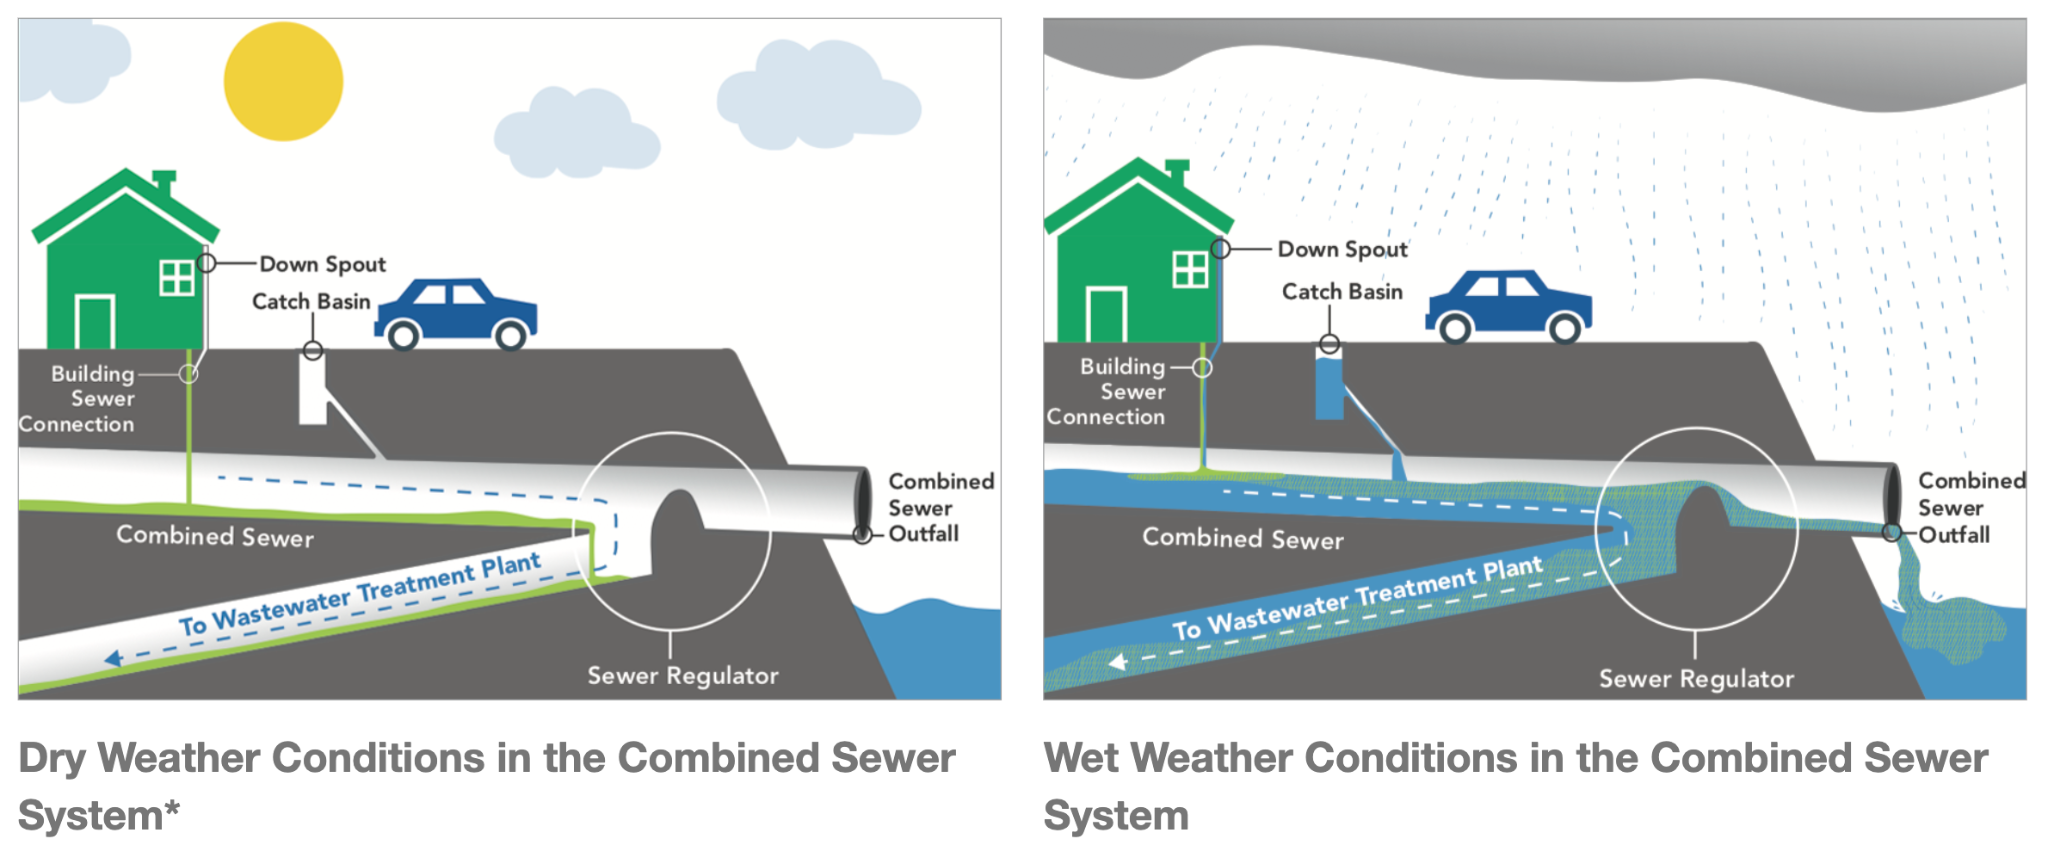 Down Spout
Catch Basin
Building
Sewer
Connection
Combined
Sewer
Outfall
Combined Sewer
To Wastewater Treatment Plant
Sewer Regulator
Dry Weather Conditions in the Combined Sewer
System*
Down Spout
Catch Basin
Building
Sewer
Connection
Combined
Sewer
Outfall
Combined Sewer
To Wastewater Treatment Plant
Sewer Regulator
Wet Weather Conditions in the Combined Sewer
System